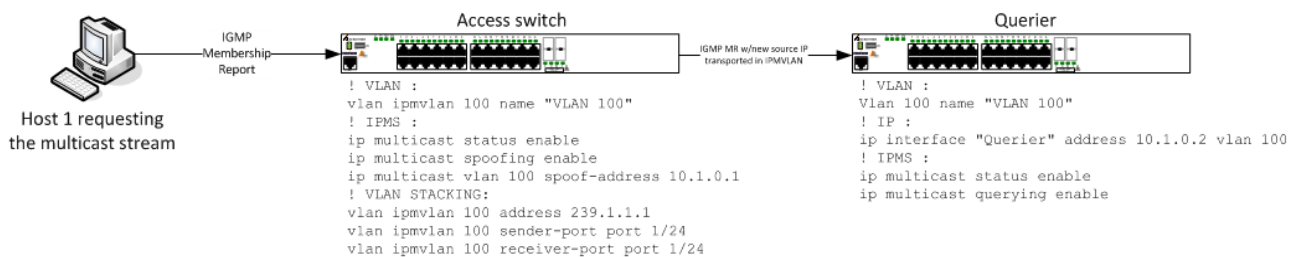 Access switch
Querier
IGMP
Membership
Report
IGMP MR w/new source IP
transported in IPMVLAN
Host 1 requesting
the multicast stream
! VLAN :
vlan ipmvlan 100 name "VLAN 100"
! IPMS :
ip multicast status enable
ip multicast spoofing enable
ip multicast vlan 100 spoof-address 10.1.0.1
! VLAN STACKING:
vlan ipmvlan 100 address 239.1.1.1
vlan ipmvlan 100 sender-port port 1/24
vlan ipmvlan 100 receiver-port port 1/24
! VLAN :
Vlan 100 name "VLAN 100"
! IP :
ip interface "Querier" address 10.1.0.2 vlan 100
! IPMS :
ip multicast status enable
ip multicast querying enable